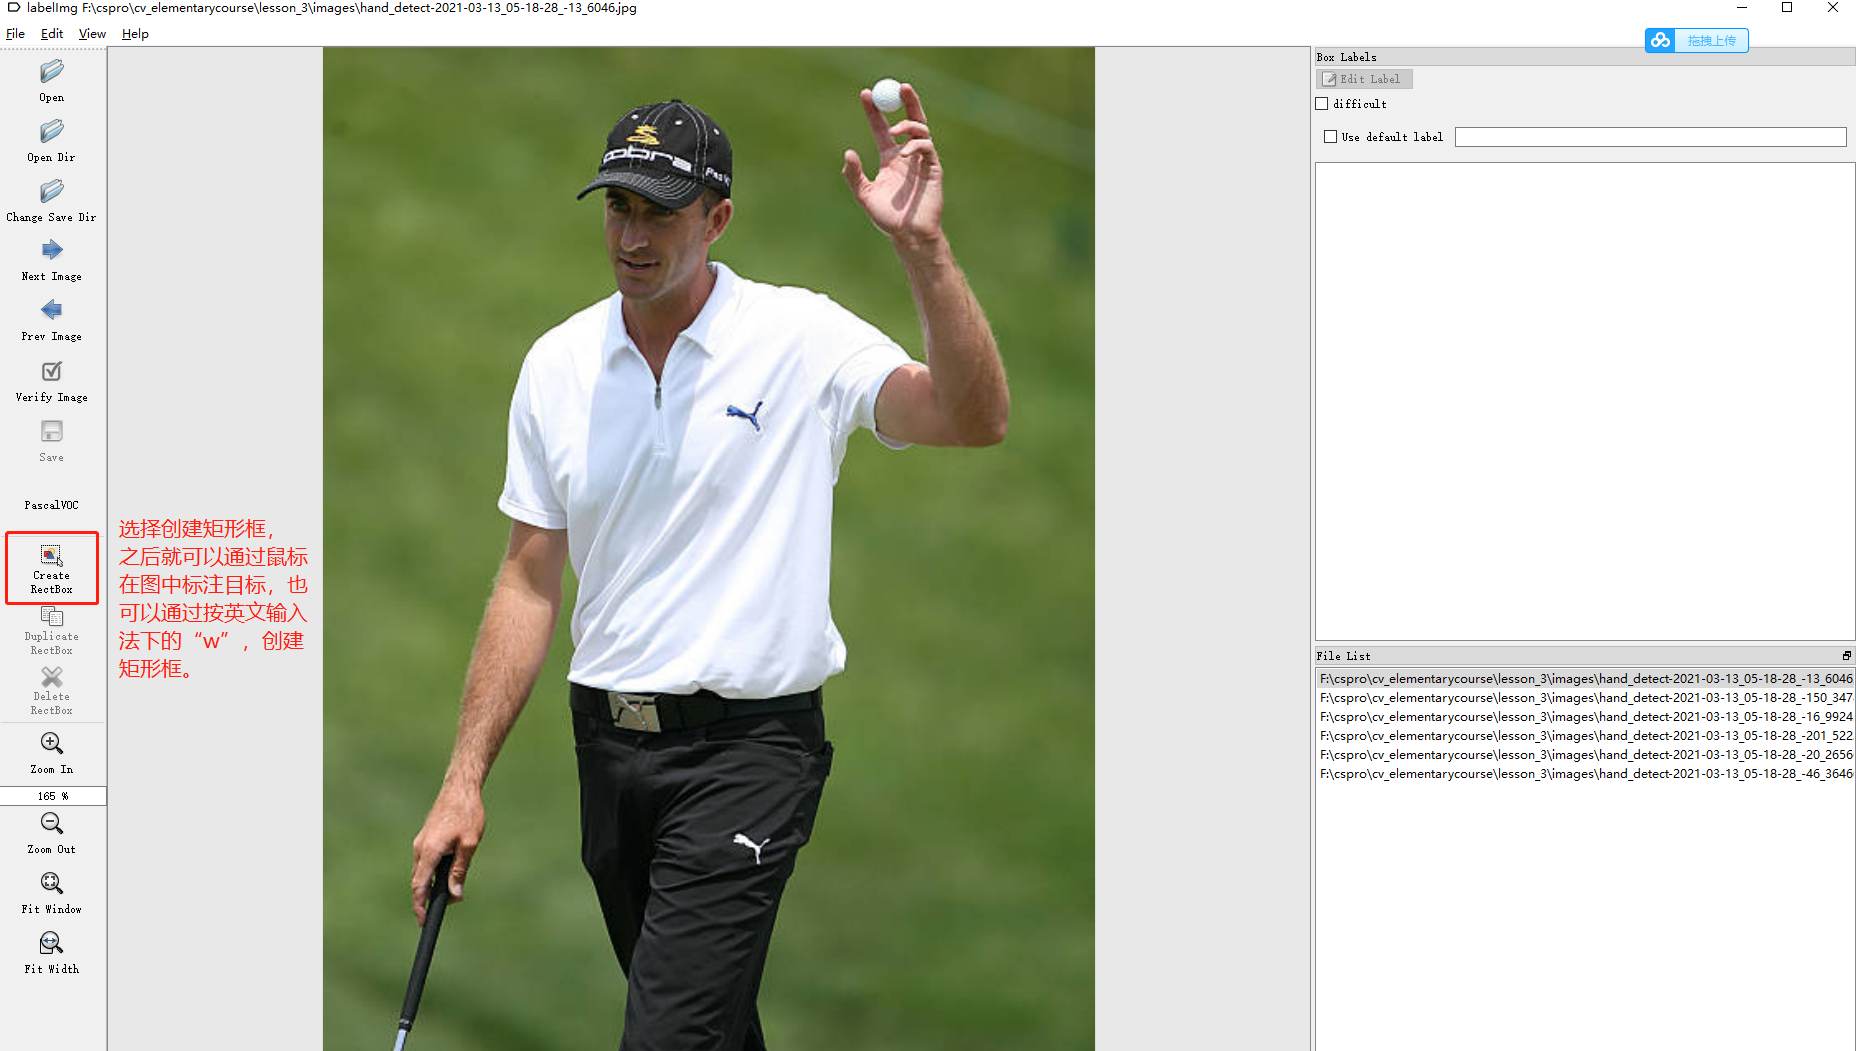 labelImg F:\cspro\cv_elementarycourse\lesson_3\images\hand_detect-2021-03-13_05-18-28_-13_6046.jpg
File Edit View Help
拖拽上传
Open
Open Dir
Change Save Dir
Next Image
Prev Image
Verify Image
Save
PascalVOC
Create
RectBox
Duplicate
RectBox
Delete
RectBox
Zoom In
165 %
Zoom Out
Fit Window
Fit Width
选择创建矩形框，
之后就可以通过鼠标
在图中标注目标，也
可以通过按英文输入
法下的“w”，创建
矩形框。
cobra
Box Labels
Edit Label
difficult
Use default label
File List
F:\cspro\cv_elementarycourse\lesson_3\images\hand_detect-2021-03-13_05-18-28_-13_6046
F:\cspro\cv_elementarycourse\lesson_3\images\hand_detect-2021-03-13_05-18-28_-150_347
F:\cspro\cv_elementarycourse\lesson_3\images\hand_detect-2021-03-13_05-18-28_-16_9924
F:\cspro\cv_elementarycourse\lesson_3\images\hand_detect-2021-03-13_05-18-28_-201_522
F:\cspro\cv_elementarycourse\lesson_3\images\hand_detect-2021-03-13_05-18-28_-20_2656
F:\cspro\cv_elementarycourse\lesson_3\images\hand_detect-2021-03-13_05-18-28_-46_3646